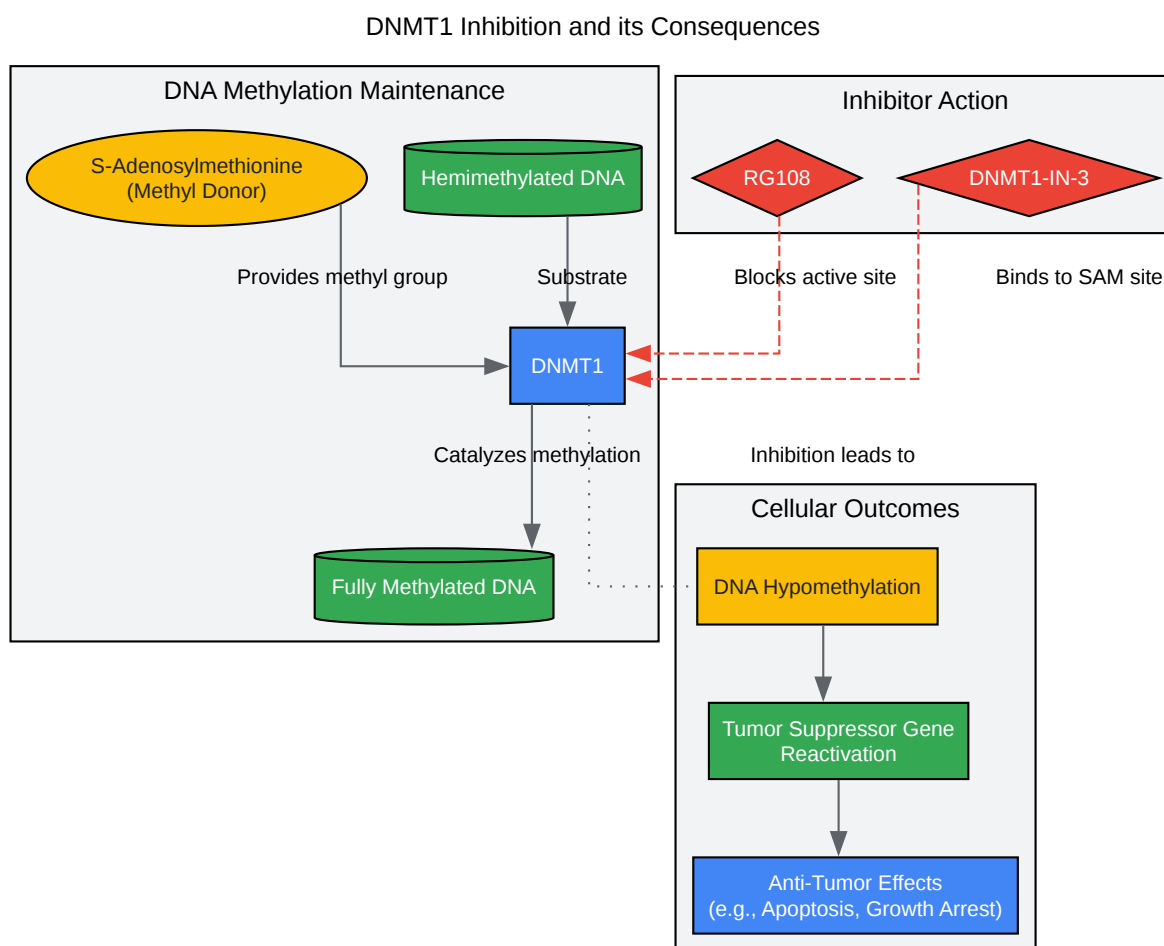 DNMT1 Inhibition and its Consequences
DNA Methylation Maintenance
S-Adenosylmethionine
(Methyl Donor)
Hemimethylated DNA
Provides methyl group
Substrate
DNMT1
Catalyzes methylation
Fully Methylated DNA
Inhibitor Action
RG108
DNMT1-IN-3
Blocks active site
Binds to SAM site
Inhibition leads to
Cellular Outcomes
DNA Hypomethylation
Tumor Suppressor Gene
Reactivation
Anti-Tumor Effects
(e.g., Apoptosis, Growth Arrest)